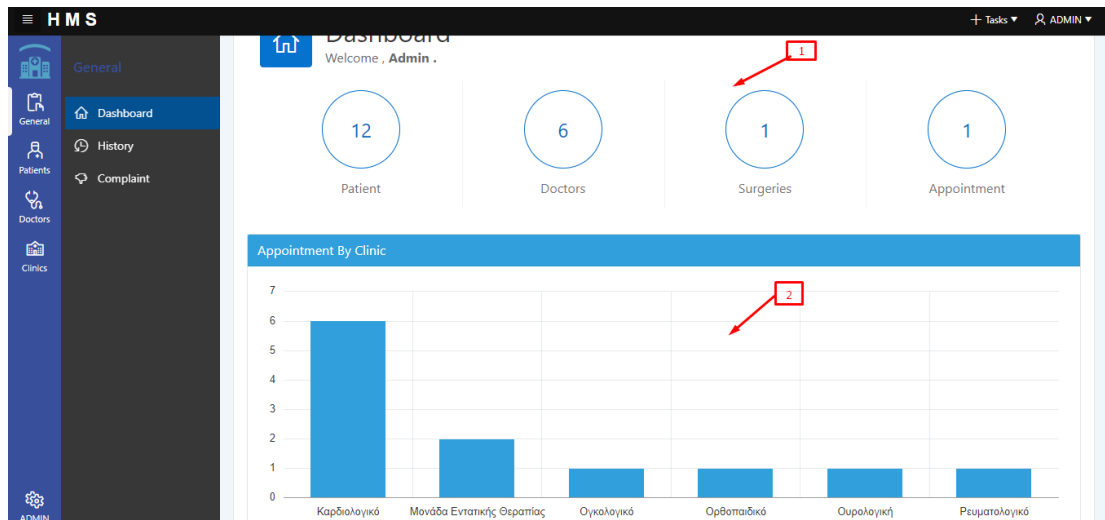 ≡ HMS
+ Tasks ▼ ADMIN ▼
General
Patients
Doctors
Clinics
ADMIN
General
Dashboard
History
Complaint
Dashboard
Welcome , Admin .
1
12
Patient
6
Doctors
1
Surgeries
1
Appointment
Appointment By Clinic
2
7
6
5
4
3
2
1
0
Καρδιολογικό Μονάδα Εντατικής Θεραπίας Ογκολογικό Ορθοπαιδικό Ουρολογική Ρευματολογικό